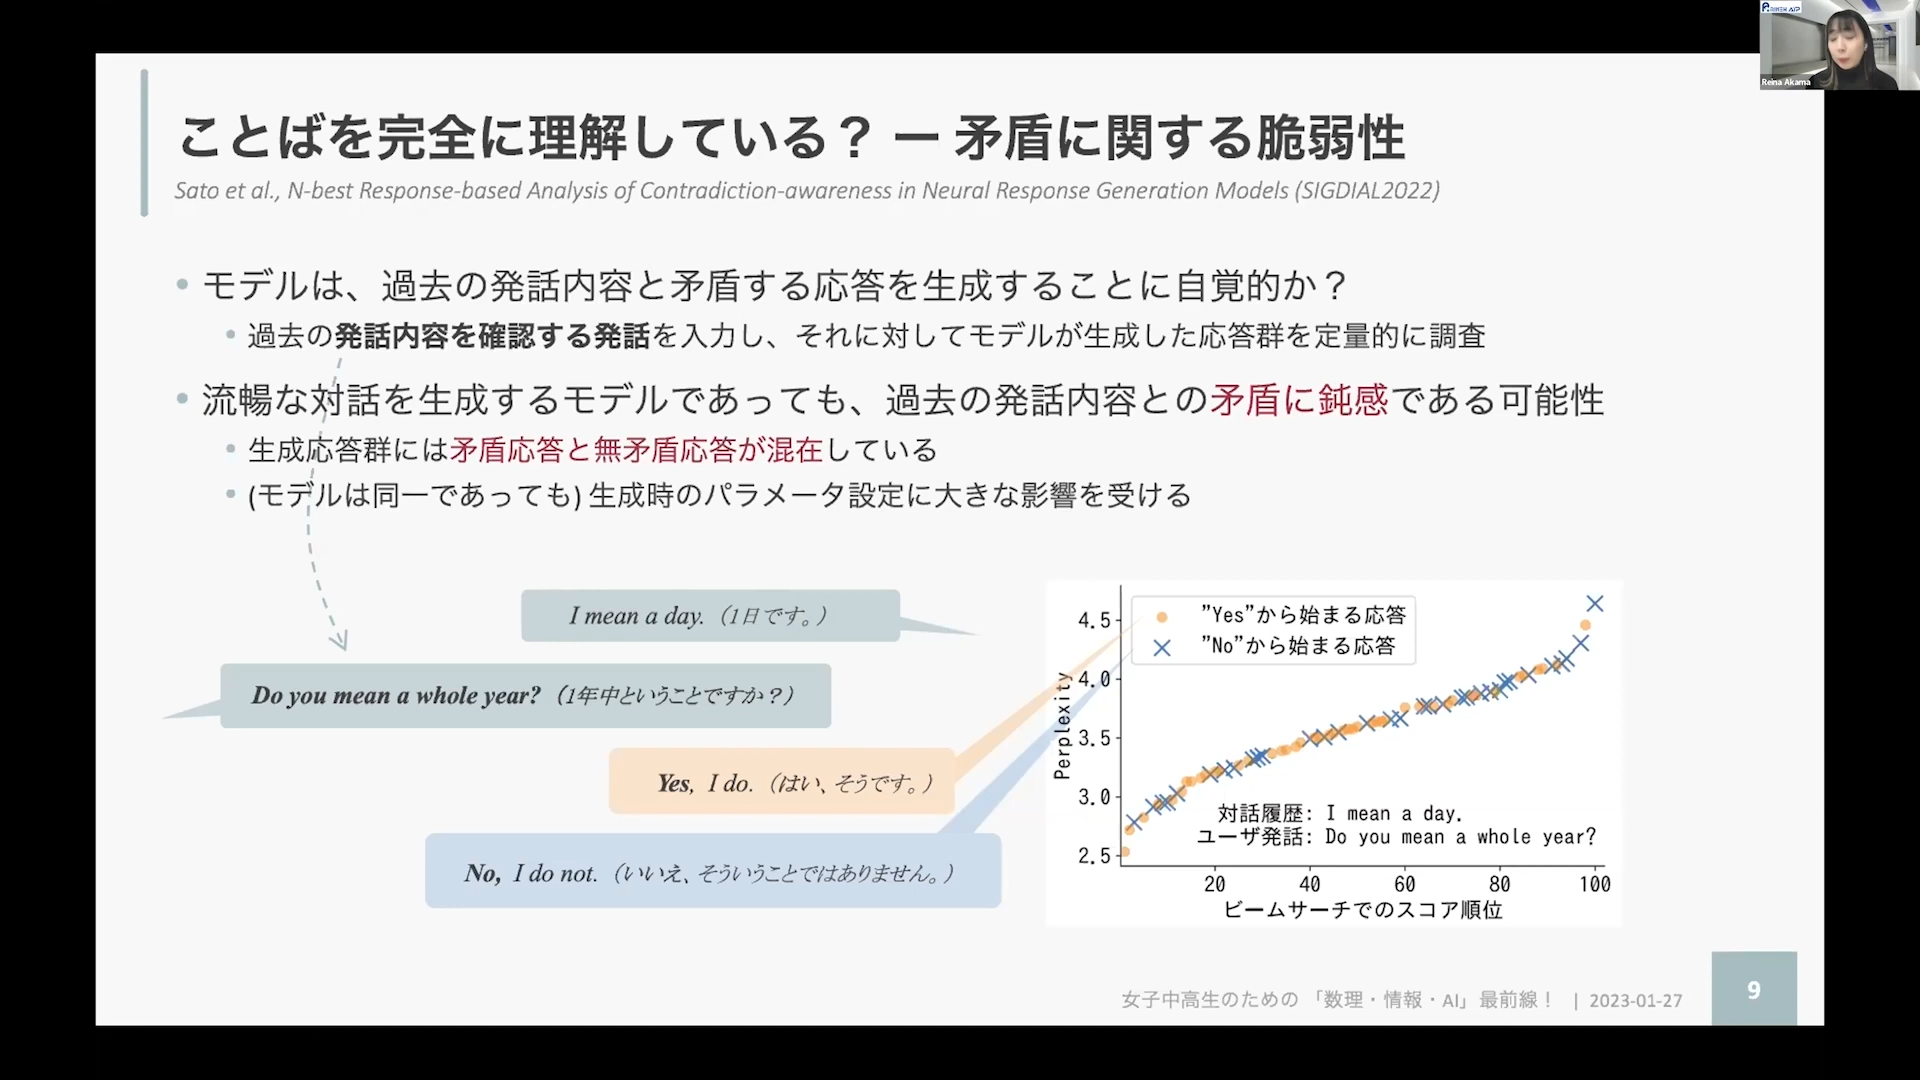 RIKEN AIP
Reina Akama
ことばを完全に理解している？ ー 矛盾に関する脆弱性
Sato et al., N-best Response-based Analysis of Contradiction-awareness in Neural Response Generation Models (SIGDIAL2022)
• モデルは、過去の発話内容と矛盾する応答を生成することに自覚的か？
• 過去の発話内容を確認する発話を入力し、それに対してモデルが生成した応答群を定量的に調査
• 流暢な対話を生成するモデルであっても、過去の発話内容との矛盾に鈍感である可能性
• 生成応答群には矛盾応答と無矛盾応答が混在している
• (モデルは同一であっても) 生成時のパラメータ設定に大きな影響を受ける
I mean a day.（1日です。）
Do you mean a whole year?（1年中ということですか？）
Yes, I do.（はい、そうです。）
No, I do not.（いいえ、そういうことではありません。）
”Yes”から始まる応答
”No”から始まる応答
Perplexity
4.5
4.0
3.5
3.0
2.5
対話履歴: I mean a day.
ユーザ発話: Do you mean a whole year?
20 40 60 80 100
ビームサーチでのスコア順位
女子中高生のための「数理・情報・AI」最前線！ | 2023-01-27
9